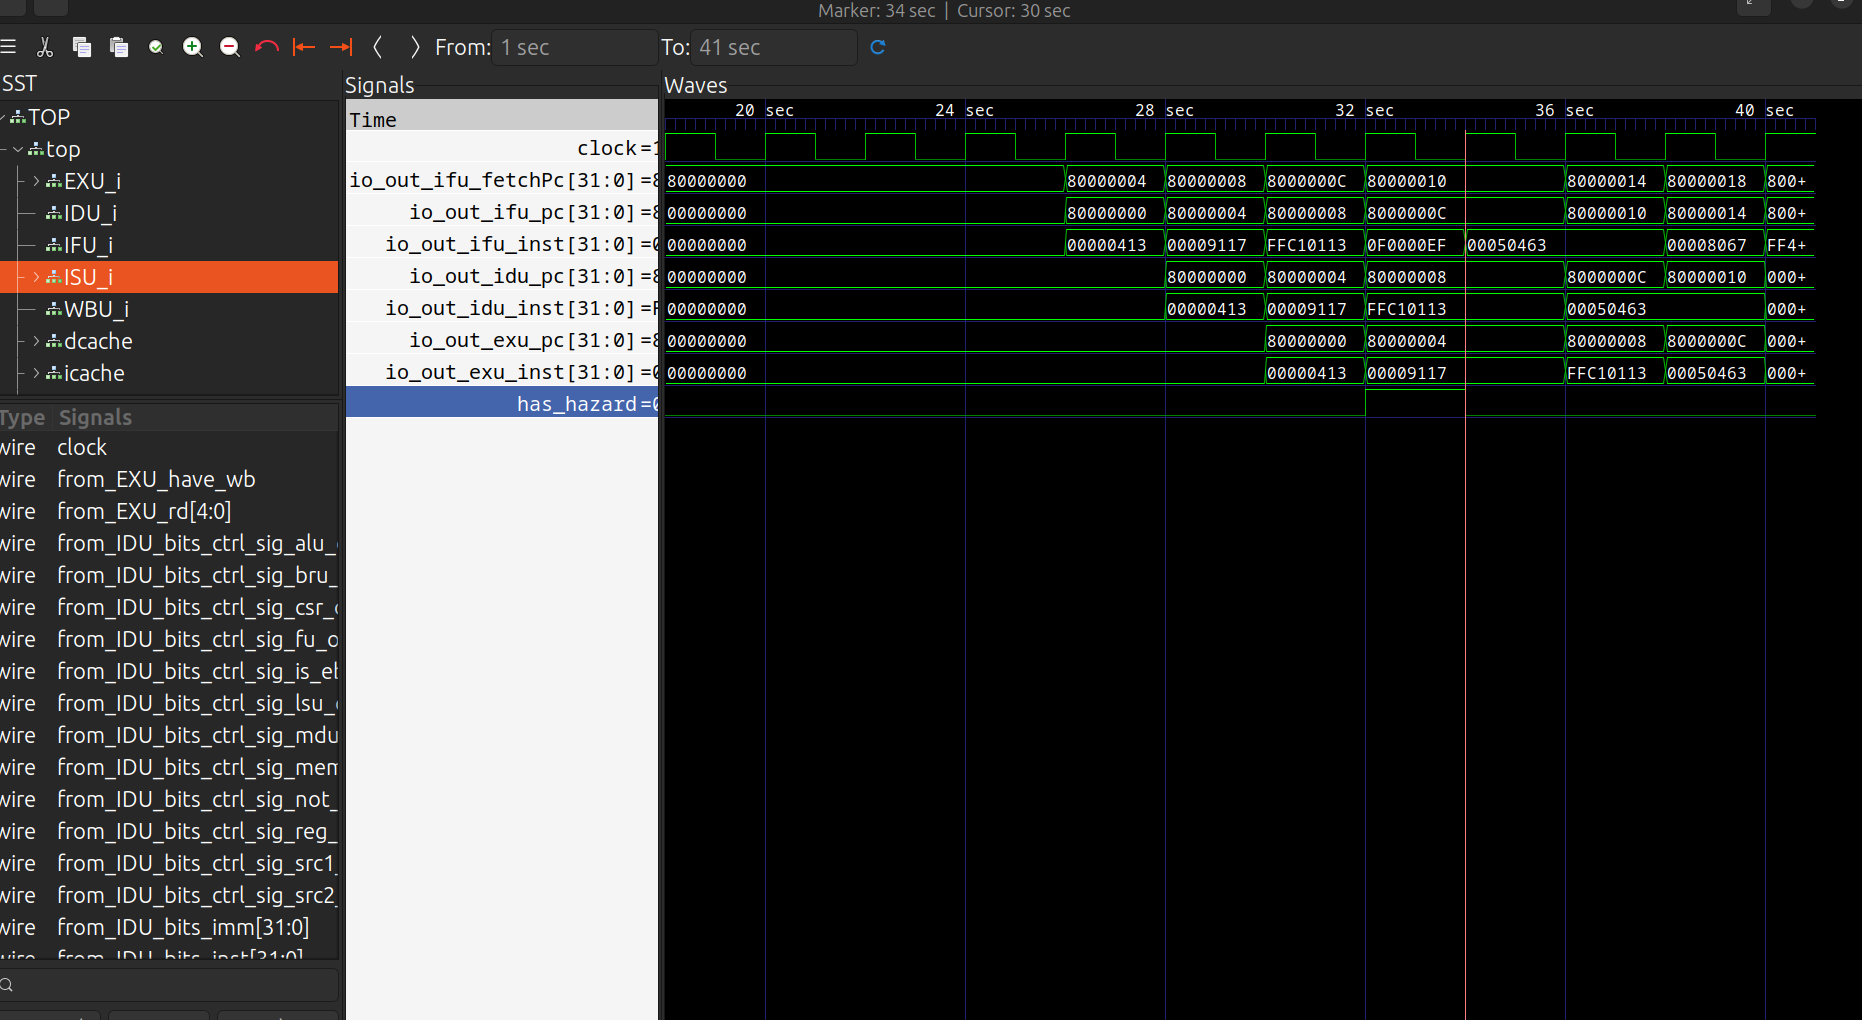 Marker: 34 sec | Cursor: 30 sec
From: 1 sec To: 41 sec
SST
Signals
Waves
TOP
top
EXU_i
IDU_i
IFU_i
ISU_i
WBU_i
dcache
icache
Type Signals
wire clock
wire from_EXU_have_wb
wire from_EXU_rd[4:0]
wire from_IDU_bits_ctrl_sig_alu_
wire from_IDU_bits_ctrl_sig_bru_
wire from_IDU_bits_ctrl_sig_csr_
wire from_IDU_bits_ctrl_sig_fu_o
wire from_IDU_bits_ctrl_sig_is_e
wire from_IDU_bits_ctrl_sig_lsu_
wire from_IDU_bits_ctrl_sig_mdu
wire from_IDU_bits_ctrl_sig_mem
wire from_IDU_bits_ctrl_sig_not_
wire from_IDU_bits_ctrl_sig_reg_
wire from_IDU_bits_ctrl_sig_src1_
wire from_IDU_bits_ctrl_sig_src2_
wire from_IDU_bits_imm[31:0]
wire from_IDU_bits_inst[31:0]
20 sec 24 sec 28 sec 32 sec 36 sec 40 sec
Time
clock=1
io_out_ifu_fetchPc[31:0]=8 80000000 80000004 80000008 8000000C 80000010 80000014 80000018 800+
io_out_ifu_pc[31:0]=8 00000000 80000000 80000004 80000008 8000000C 80000010 80000014 800+
io_out_ifu_inst[31:0]=0 00000000 00000413 00009117 FFC10113 0F0000EF 00050463 00008067 FF4+
io_out_idu_pc[31:0]=8 00000000 80000000 80000004 80000008 8000000C 80000010 000+
io_out_idu_inst[31:0]=F 00000000 00000413 00009117 FFC10113 00050463 000+
io_out_exu_pc[31:0]=8 00000000 80000000 80000004 80000008 8000000C 000+
io_out_exu_inst[31:0]=0 00000000 00000413 00009117 FFC10113 00050463 000+
has_hazard=0